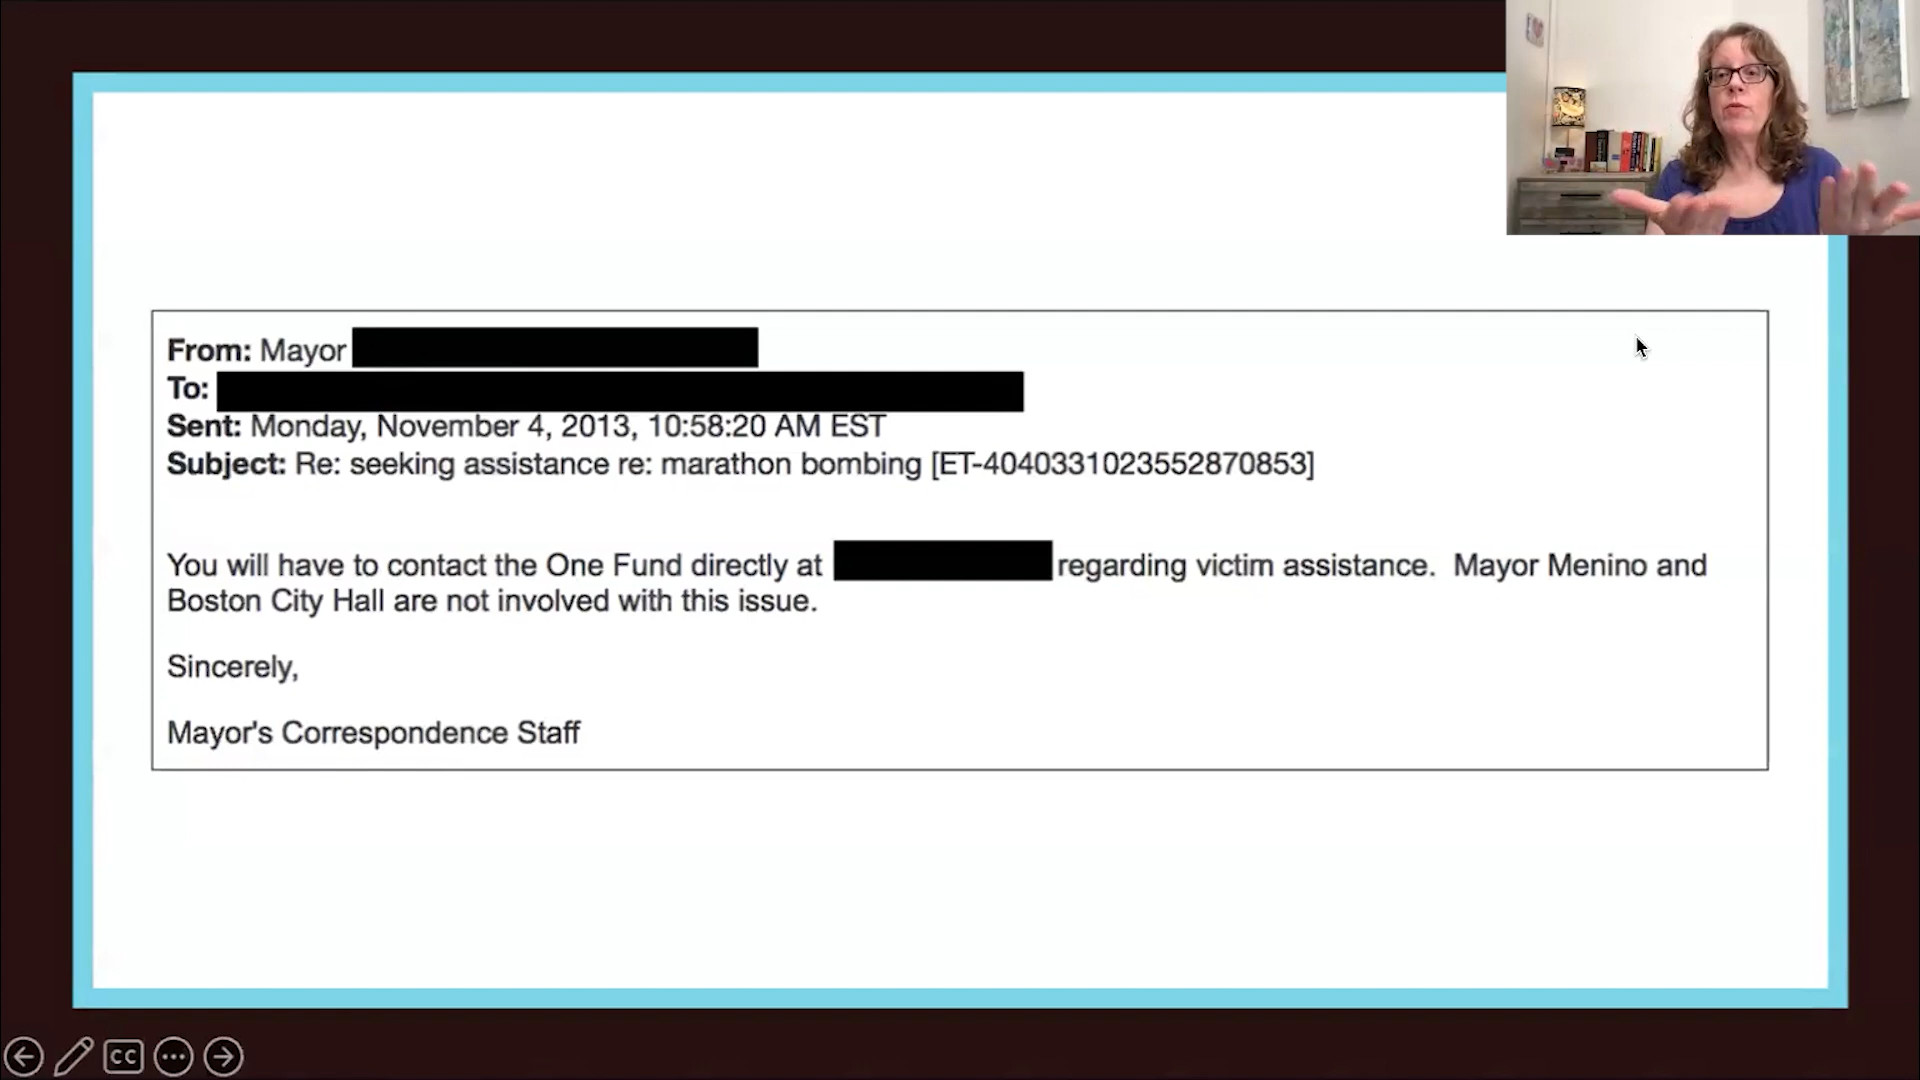 From: Mayor
To:
Sent: Monday, November 4, 2013, 10:58:20 AM EST
Subject: Re: seeking assistance re: marathon bombing [ET-4040331023552870853]
You will have to contact the One Fund directly at regarding victim assistance. Mayor Menino and
Boston City Hall are not involved with this issue.
Sincerely,
Mayor's Correspondence Staff
CC